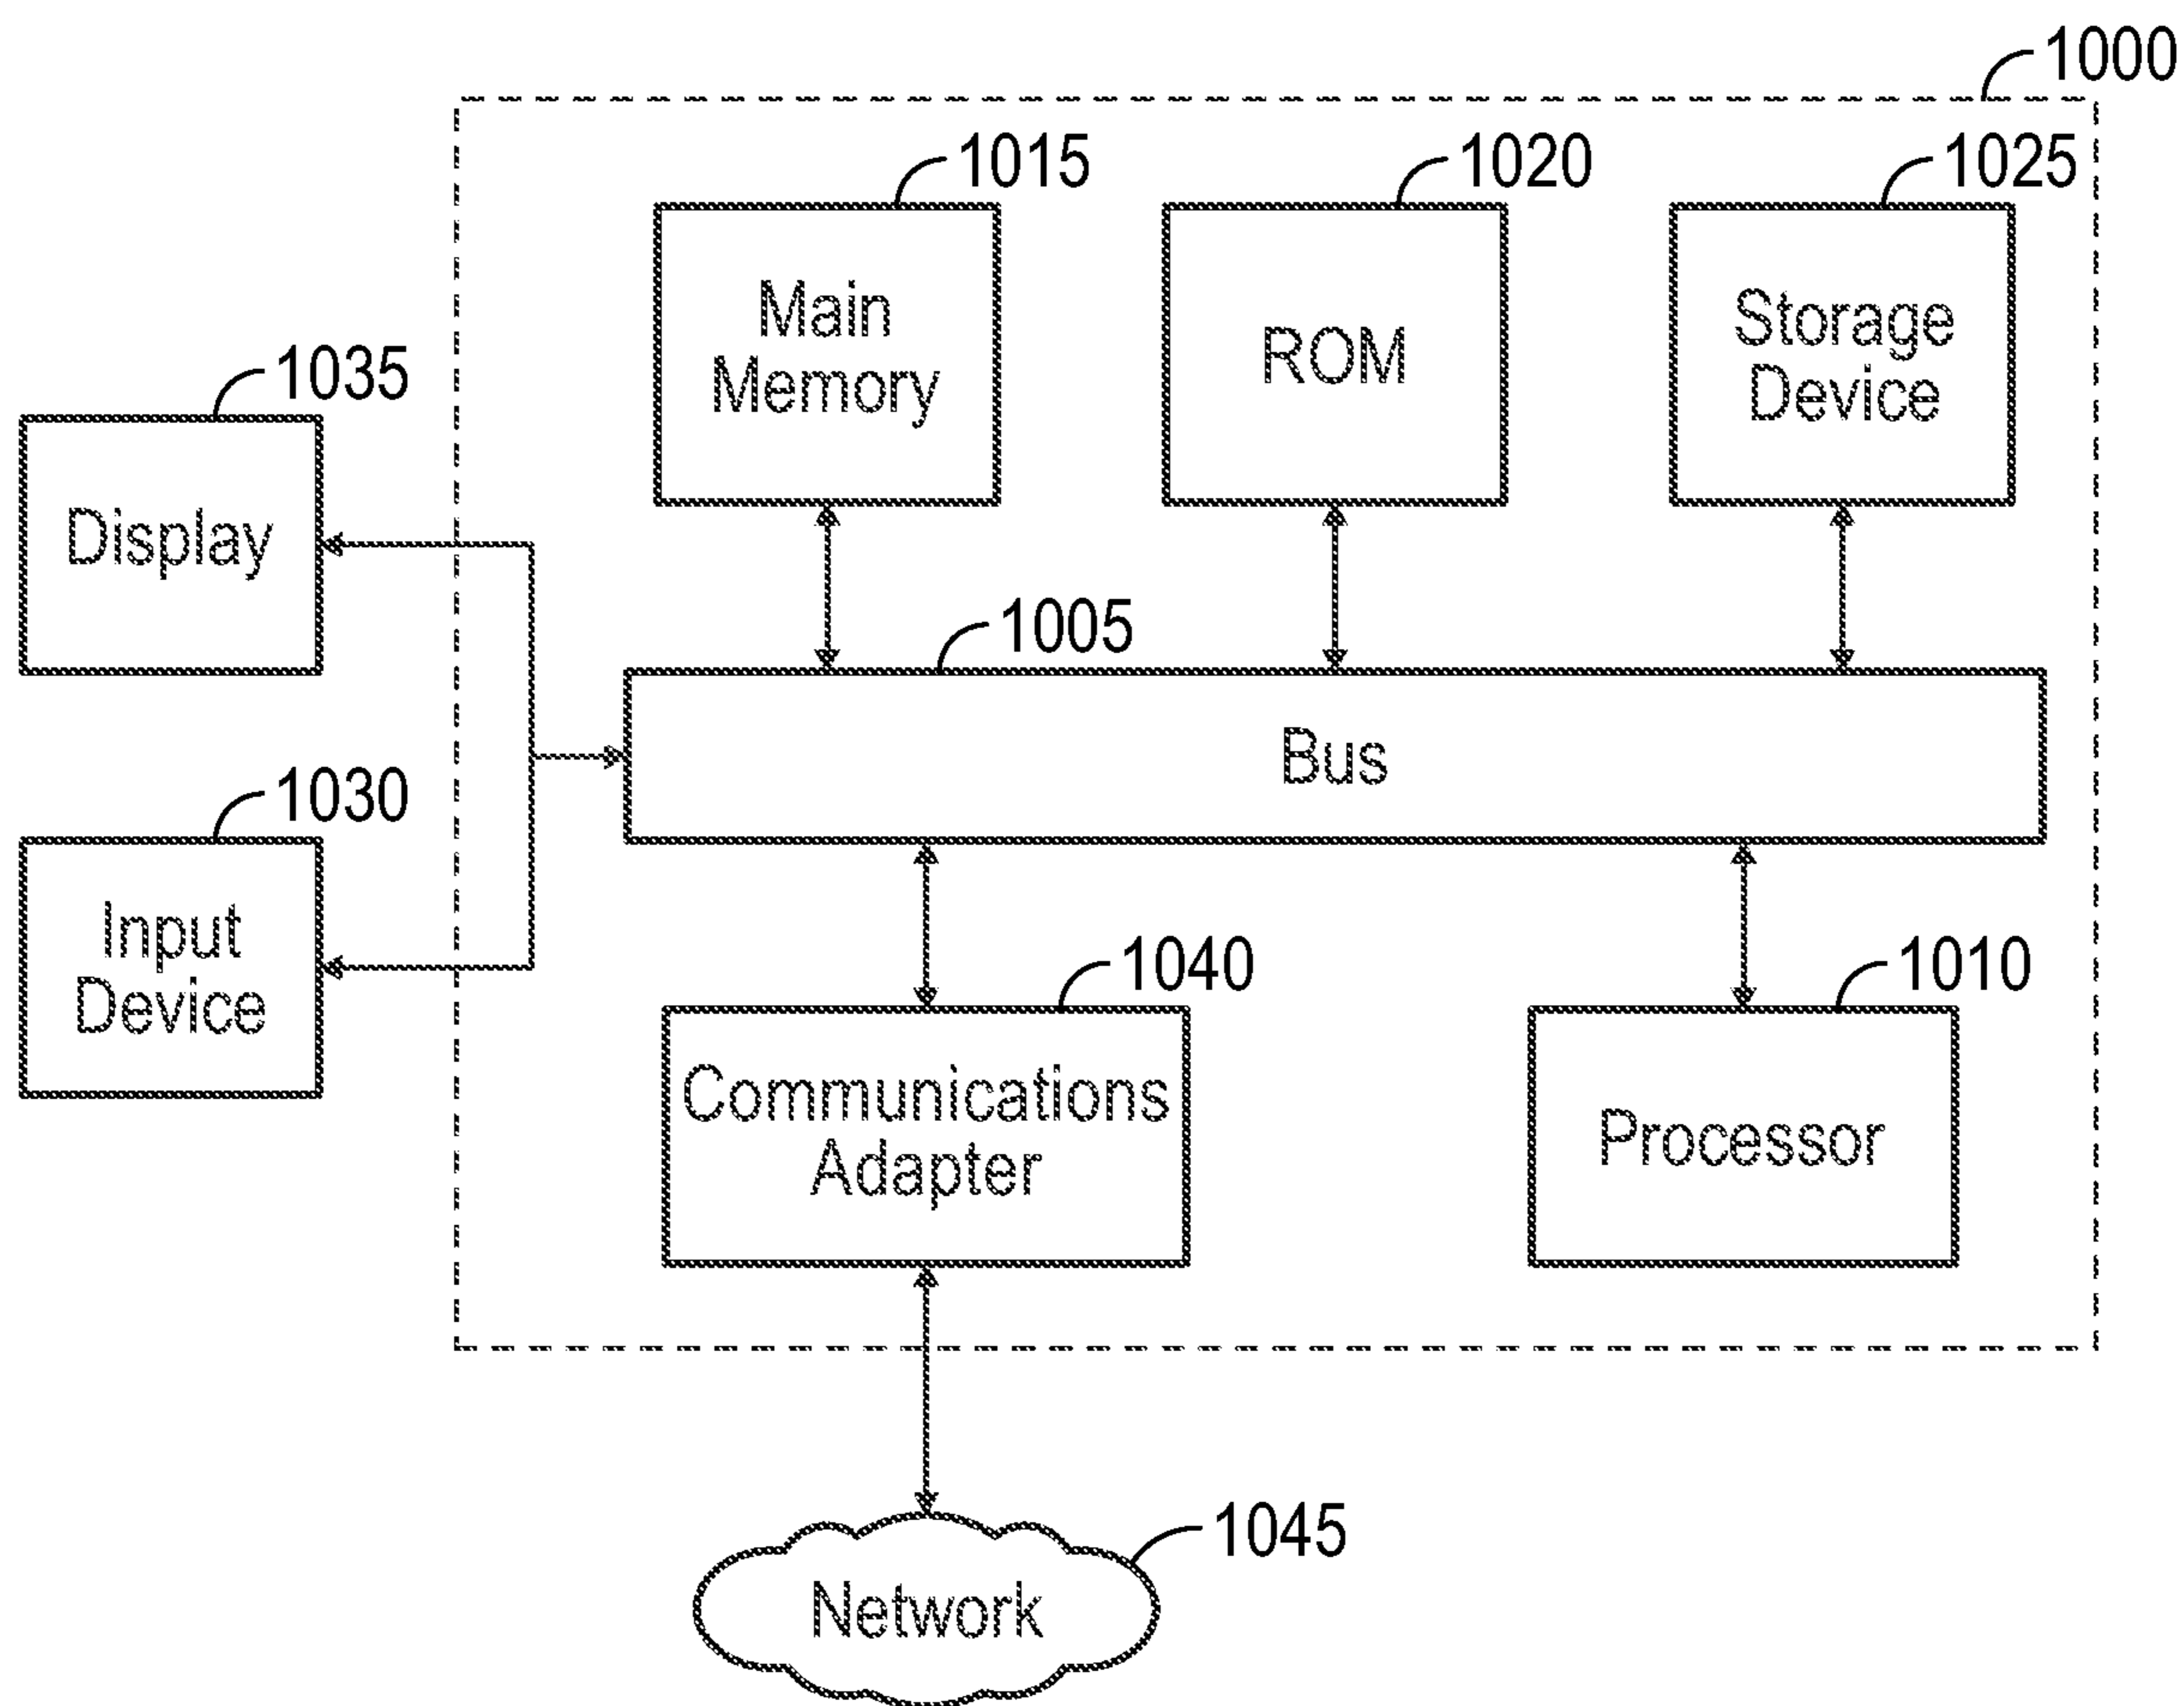 1000
1015
1020
1025
Main
Memory
ROM
Storage
Device
1035
Display
1005
Bus
1030
Input
Device
1040
1010
Communications
Adapter
Processor
1045
Network